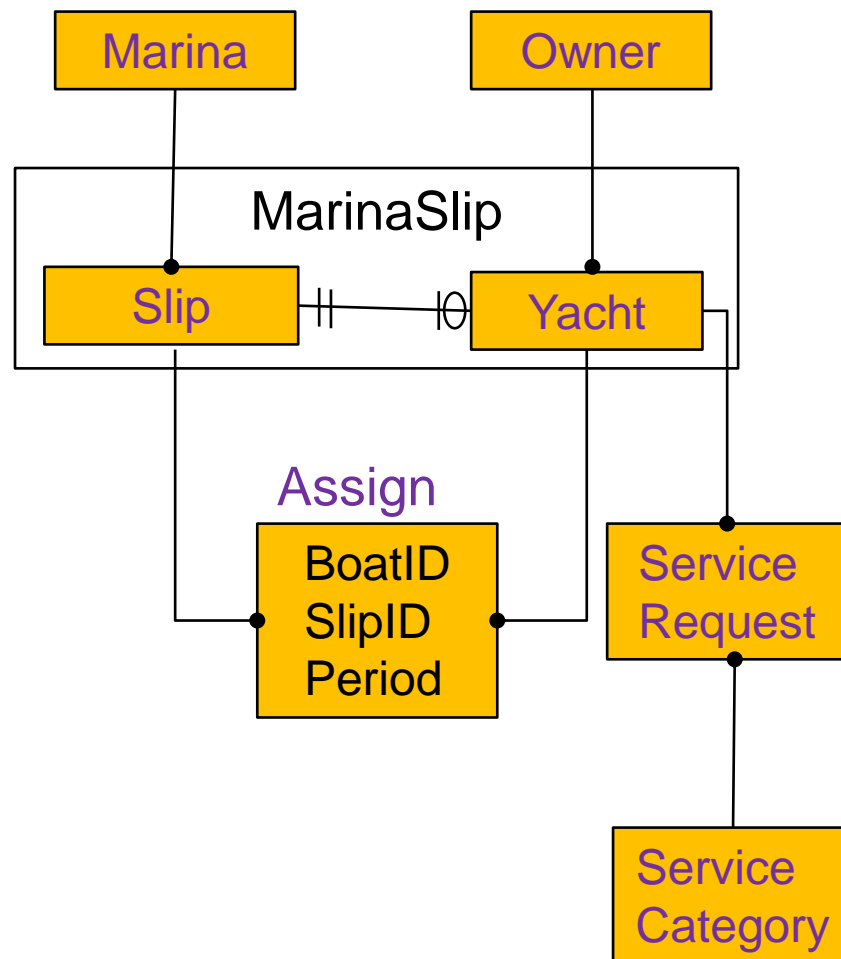 Marina
Owner
MarinaSlip
Slip
Yacht
Assign
BoatID
SlipID
Period
Service
Request
Service
Category